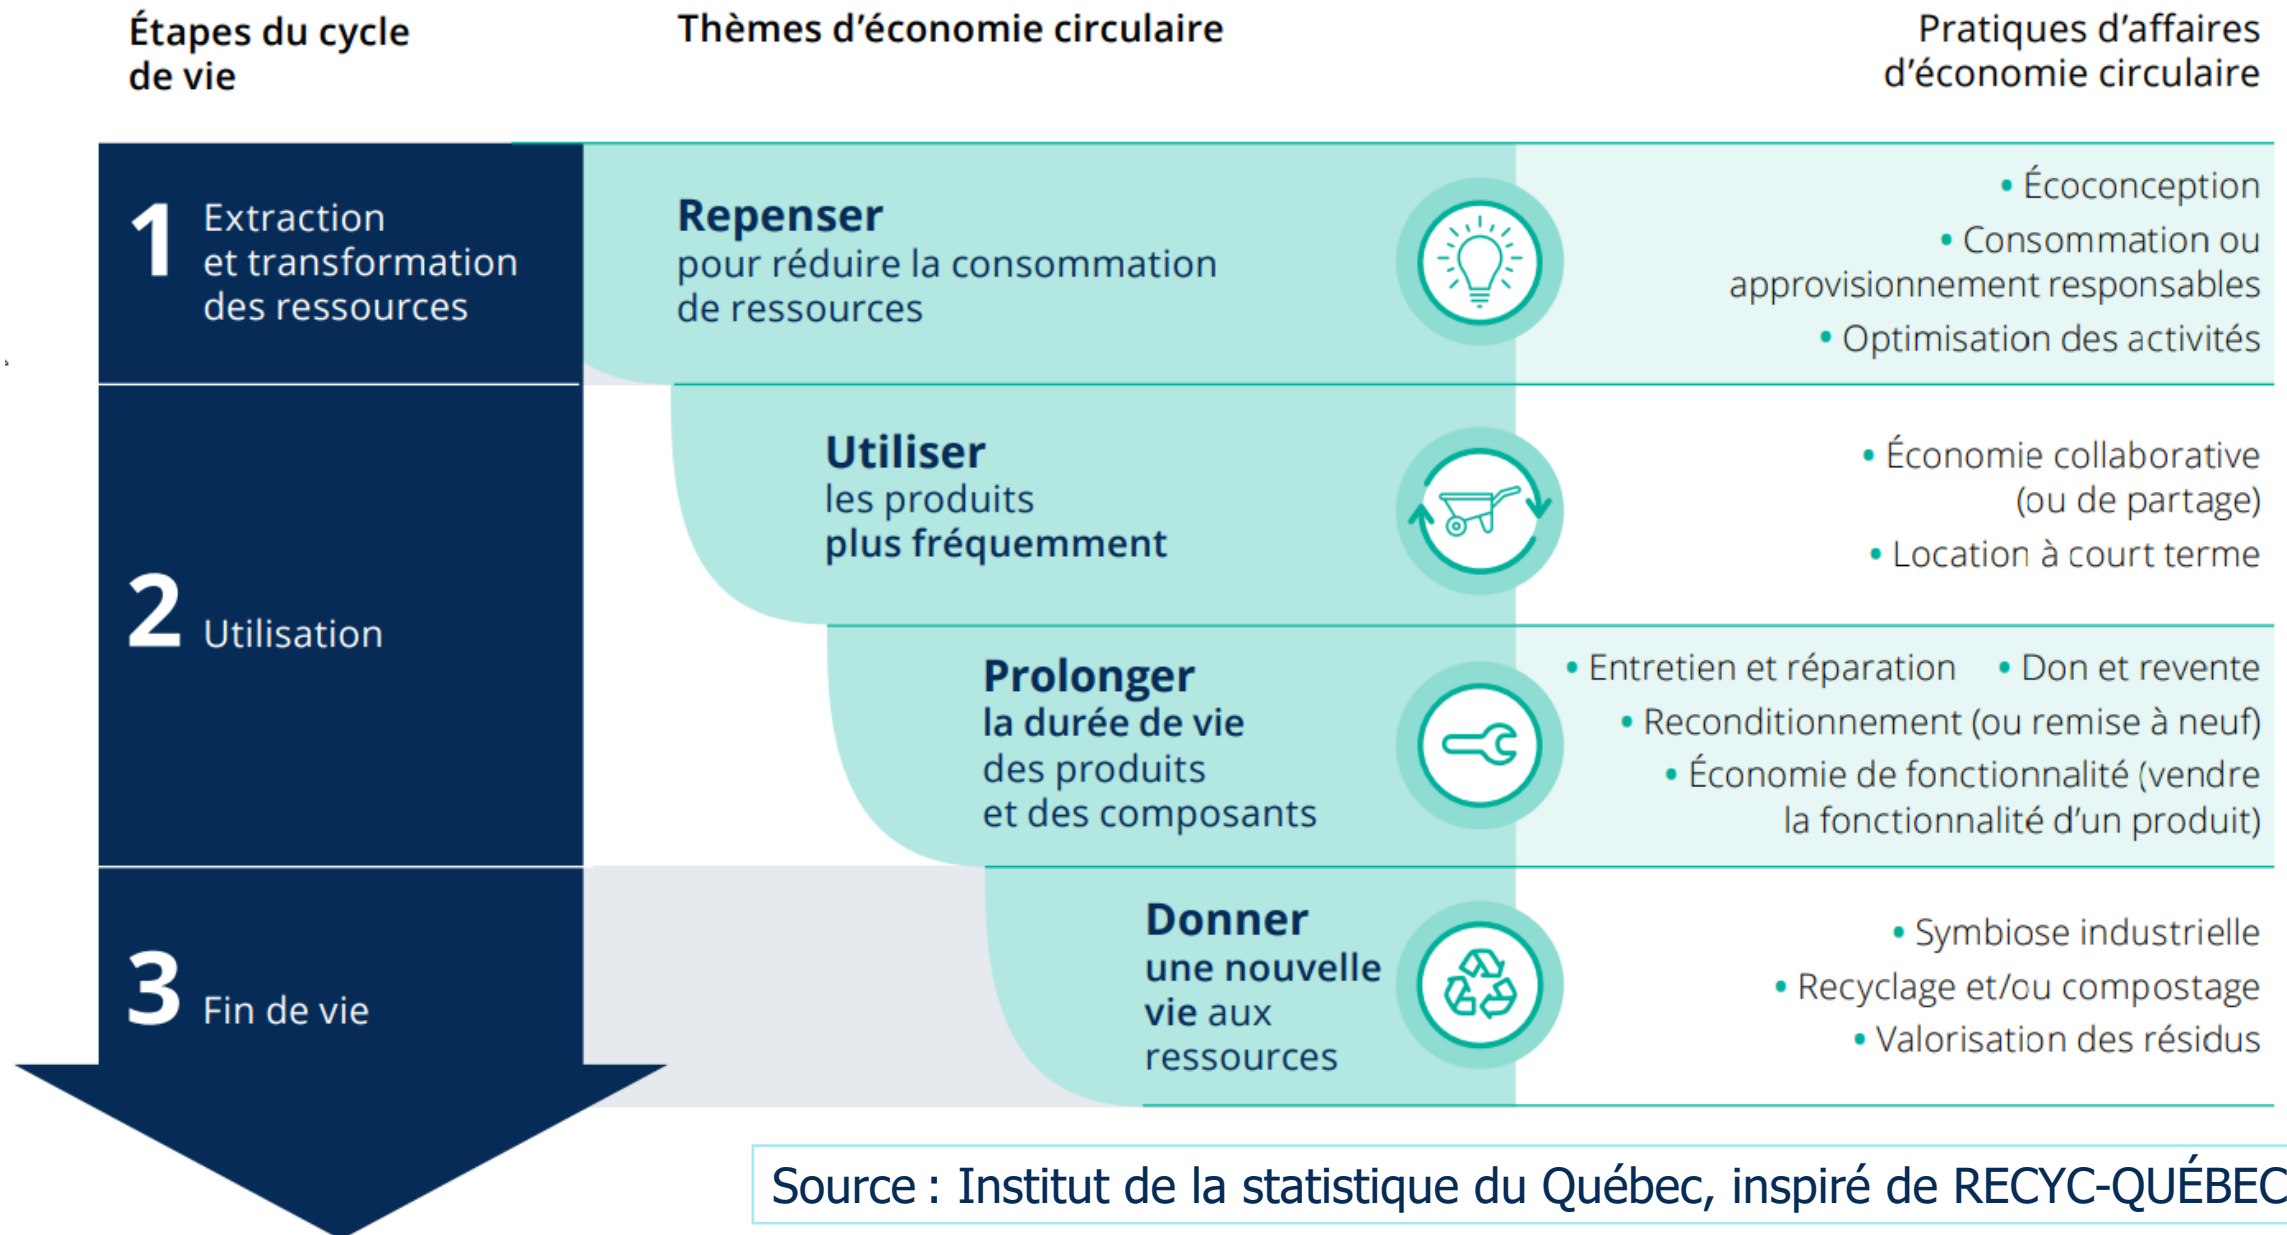 Étapes du cycle
de vie
Thèmes d'économie circulaire
Pratiques d'affaires
d'économie circulaire
1 Extraction
et transformation
des ressources
Repenser
pour réduire la consommation
de ressources
• Écoconception
• Consommation ou
approvisionnement responsables
• Optimisation des activités
2 Utilisation
Utiliser
les produits
plus fréquemment
• Économie collaborative
(ou de partage)
• Location à court terme
Prolonger
la durée de vie
des produits
et des composants
• Entretien et réparation • Don et revente
• Reconditionnement (ou remise à neuf)
• Économie de fonctionnalité (vendre
la fonctionnalité d'un produit)
3 Fin de vie
Donner
une nouvelle
vie aux
ressources
• Symbiose industrielle
• Recyclage et/ou compostage
• Valorisation des résidus
Source : Institut de la statistique du Québec, inspiré de RECYC-QUÉBEC